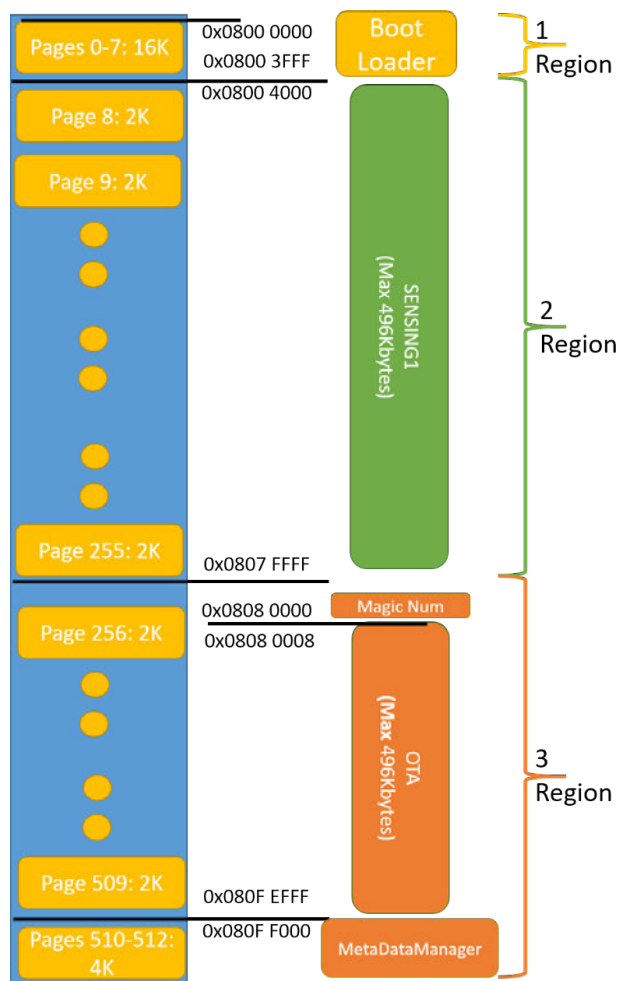 Pages 0-7: 16K
0x0800 0000
0x0800 3FFF
Boot
Loader
1
Region
0x0800 4000
Page 8: 2K
Page 9: 2K
SENSING1
(Max 496Kbytes)
2
Region
Page 255: 2K
0x0807 FFFF
0x0808 0000
Magic Num
Page 256: 2K
0x0808 0008
OTA
(Max 496Kbytes)
3
Region
Page 509: 2K
0x080F EFFF
0x080F F000
Pages 510-512:
4K
MetaDataManager